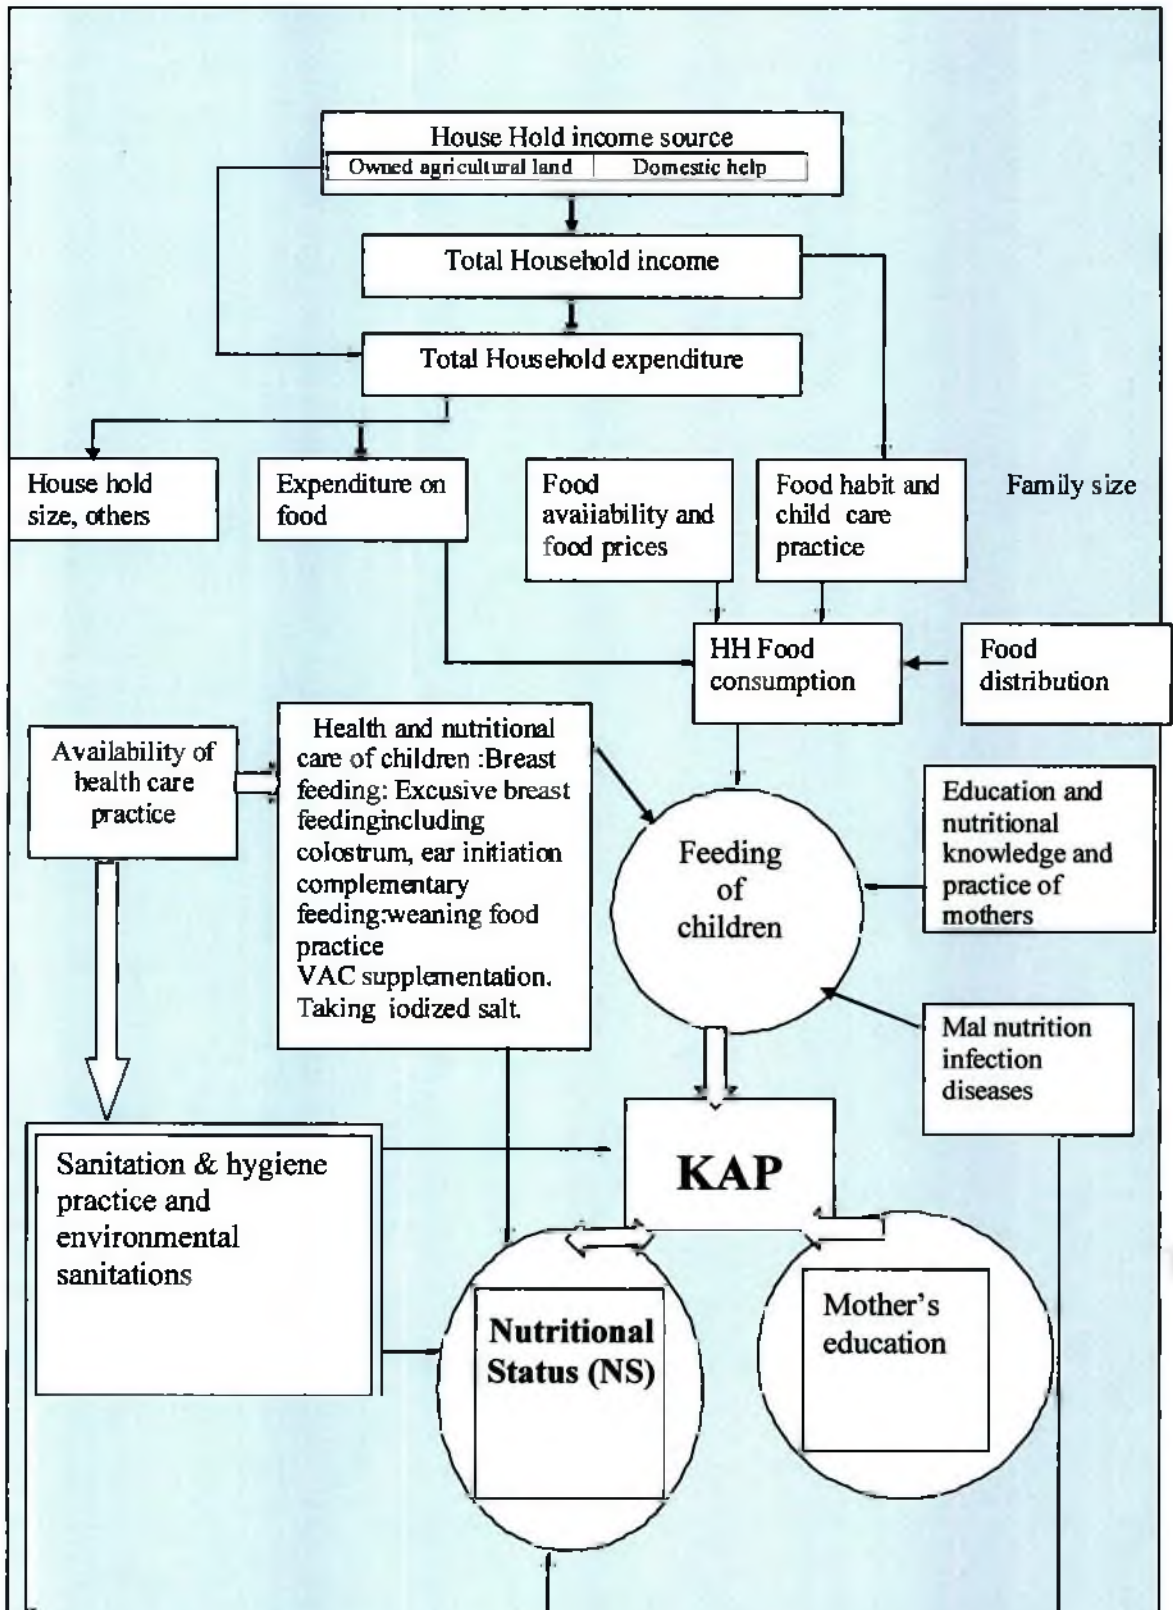 House Hold income source
Owned agricultural land
Domestic help
Total Household income
Total Household expenditure
House hold
size, others
Expenditure on
food
Food
availability and
food prices
Food habit and
child care
practice
Family size
HH Food
consumption
Food
distribution
Availability of
health care
practice
Health and nutritional
care of children :Breast
feeding: Excusive breast
feedingincluding
colostrum, ear initiation
complementary
feeding:weaning food
practice
VAC supplementation.
Taking iodized salt.
Feeding
of
children
Education and
nutritional
knowledge and
practice of
mothers
Mal nutrition
infection
diseases
Sanitation & hygiene
practice and
environmental
sanitations
KAP
Nutritional
Status (NS)
Mother's
education